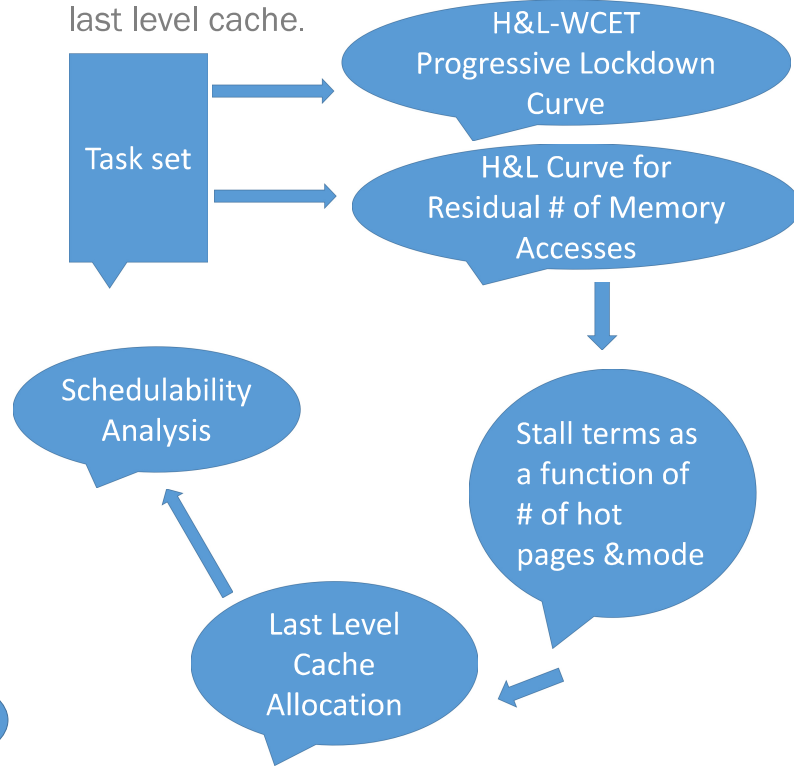 last level cache.
H&L-WCET
Progressive Lockdown
Curve
Task set
H&L Curve for
Residual # of Memory
Accesses
Schedulability
Analysis
Stall terms as
a function of
# of hot
pages &mode
Last Level
Cache
Allocation